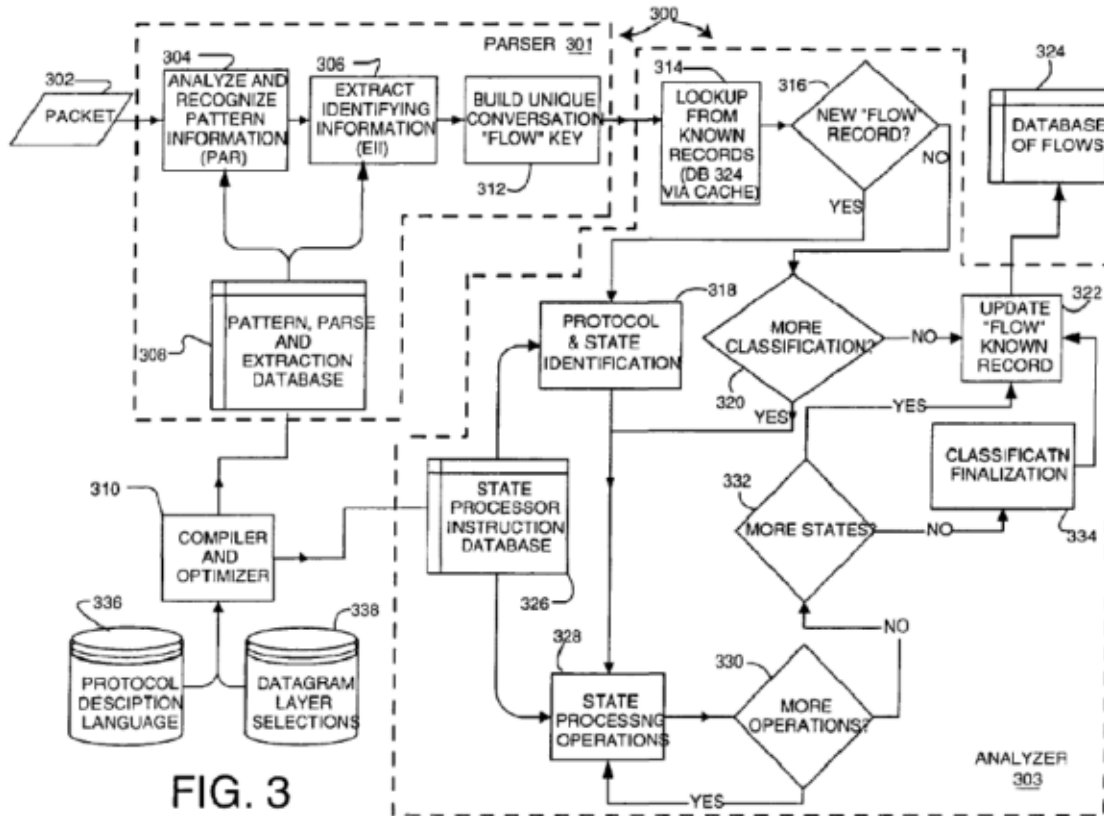 300
PARSER 301
302
PACKET
304
ANALYZE AND
RECOGNIZE
PATTERN
INFORMATION
(PAR)
306
EXTRACT
IDENTIFYING
INFORMATION
(EII)
BUILD UNIQUE
CONVERSATION
"FLOW" KEY
312
314
LOOKUP
FROM
KNOWN
RECORDS
(DB 324
VIA CACHE)
316
NEW "FLOW"
RECORD?
NO
YES
324
DATABASE
OF FLOWS
308
PATTERN, PARSE
AND
EXTRACTION
DATABASE
318
PROTOCOL
& STATE
IDENTIFICATION
MORE
CLASSIFICATION?
320
NO
YES
322
UPDATE
"FLOW"
KNOWN
RECORD
YES
CLASSIFICATN
FINALIZATION
334
332
MORE STATES?
NO
310
COMPILER
AND
OPTIMIZER
STATE
PROCESSOR
INSTRUCTION
DATABASE
326
336
PROTOCOL
DESCIPTION
LANGUAGE
338
DATAGRAM
LAYER
SELECTIONS
328
STATE
PROCESSNG
OPERATIONS
330
MORE
OPERATIONS?
NO
YES
ANALYZER
303
FIG. 3